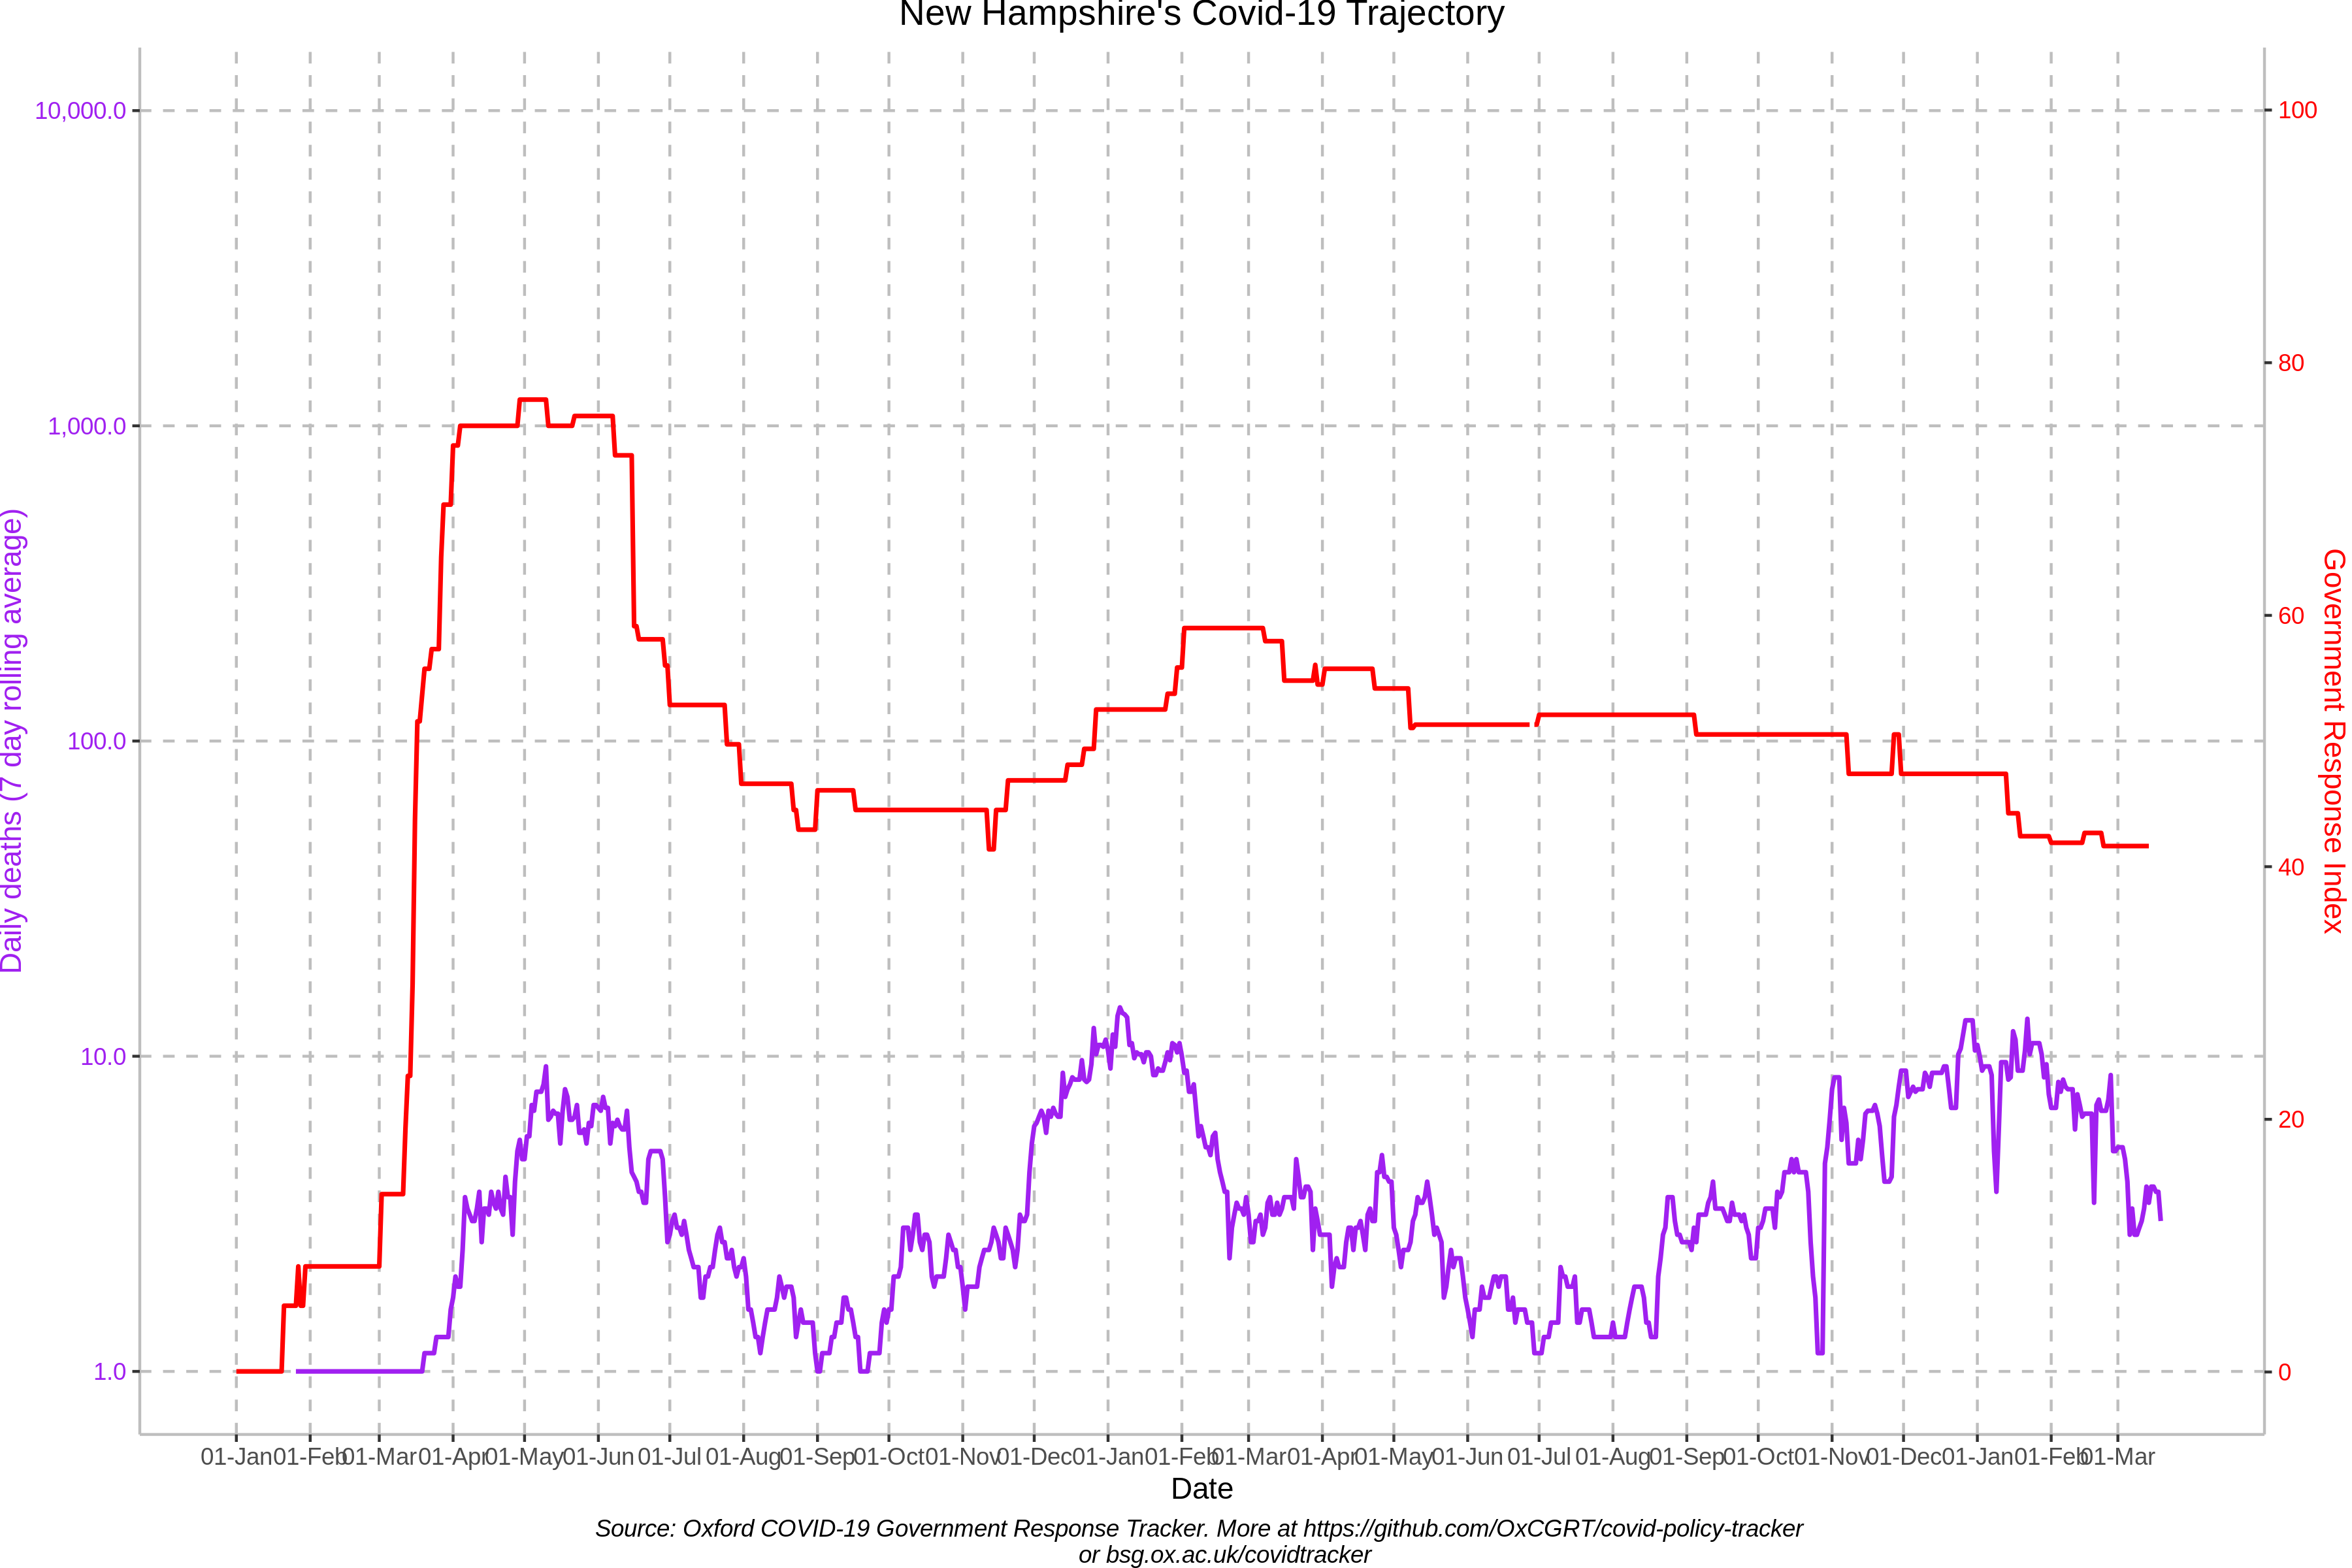 New Hampshire's Covid-19 Trajectory
10,000.0
1,000.0
100.0
10.0
1.0
Daily deaths (7 day rolling average)
100
80
60
40
20
0
Government Response Index
01-Jan 01-Feb 01-Mar 01-Apr 01-May 01-Jun 01-Jul 01-Aug 01-Sep 01-Oct 01-Nov 01-Dec 01-Jan 01-Feb 01-Mar 01-Apr 01-May 01-Jun 01-Jul 01-Aug 01-Sep 01-Oct 01-Nov 01-Dec 01-Jan 01-Feb 01-Mar
Date
Source: Oxford COVID-19 Government Response Tracker. More at https://github.com/OxCGRT/covid-policy-tracker
or bsg.ox.ac.uk/covidtracker